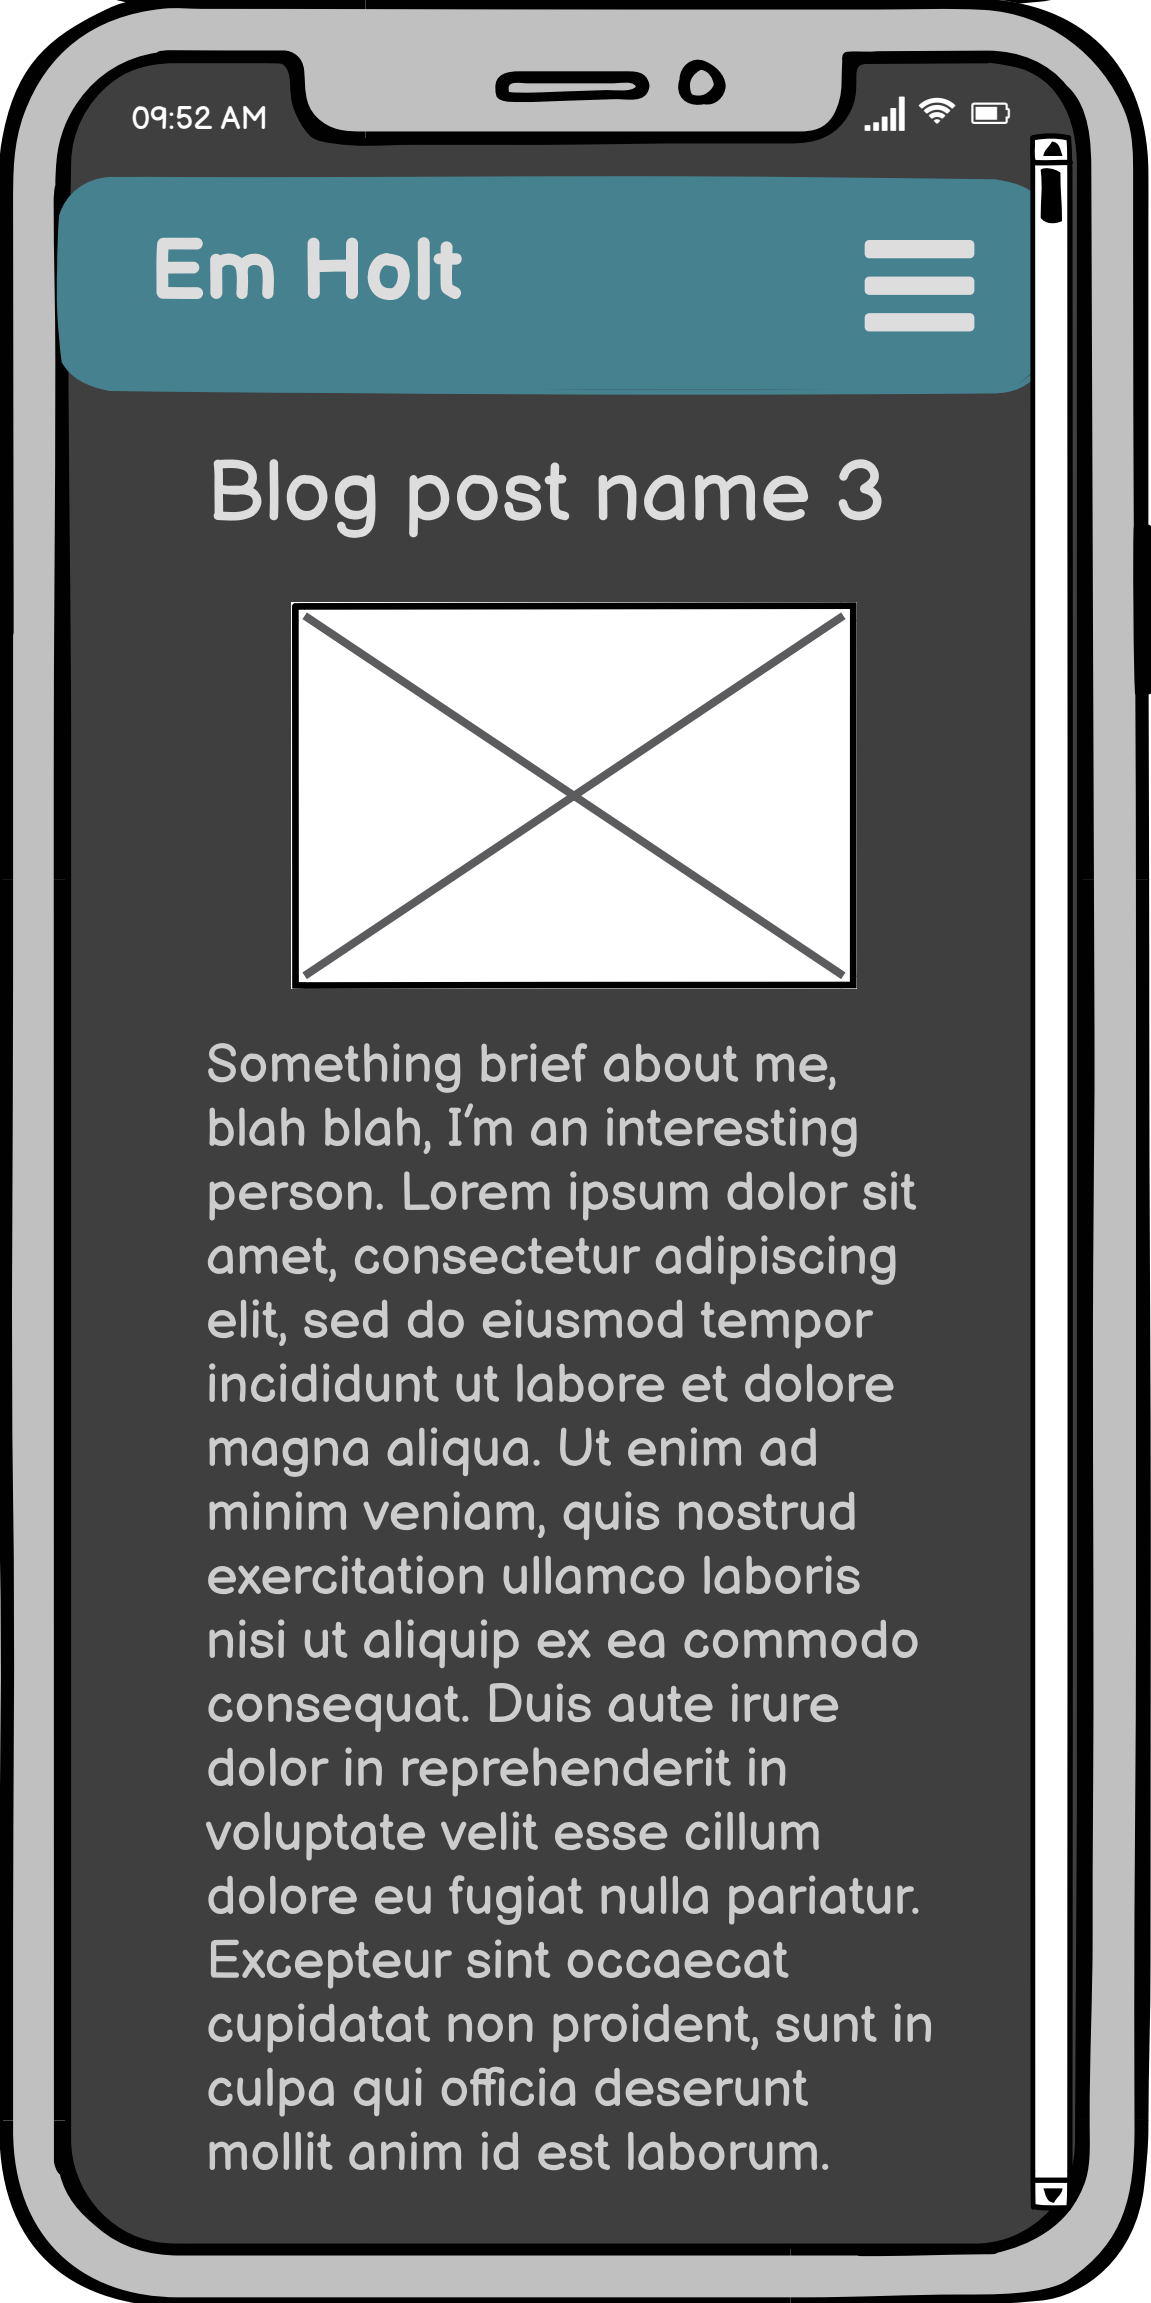 09:52 AM
Em Holt
Blog post name 3
Something brief about me,
blah blah, I'm an interesting
person. Lorem ipsum dolor sit
amet, consectetur adipiscing
elit, sed do eiusmod tempor
incididunt ut labore et dolore
magna aliqua. Ut enim ad
minim veniam, quis nostrud
exercitation ullamco laboris
nisi ut aliquip ex ea commodo
consequat. Duis aute irure
dolor in reprehenderit in
voluptate velit esse cillum
dolore eu fugiat nulla pariatur.
Excepteur sint occaecat
cupidatat non proident, sunt in
culpa qui officia deserunt
mollit anim id est laborum.